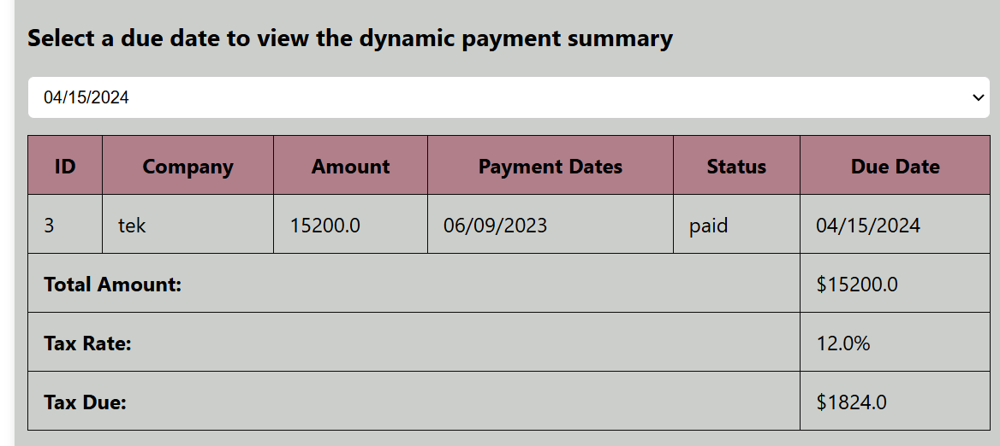 Select a due date to view the dynamic payment summary
04/15/2024
ID Company Amount Payment Dates Status Due Date
3 tek 15200.0 06/09/2023 paid 04/15/2024
Total Amount: $15200.0
Tax Rate: 12.0%
Tax Due: $1824.0